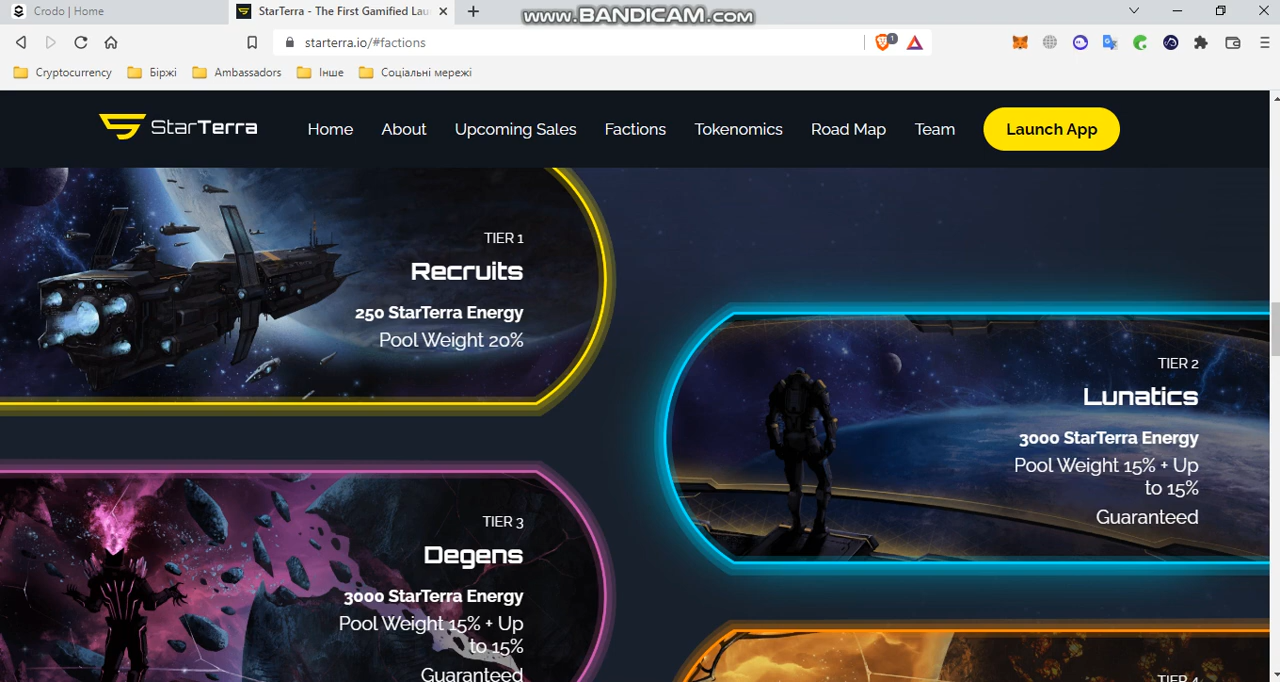 Crodo | Home
StarTerra - The First Gamified Lau
www.BANDICAM.com
starterra.io/#factions
1
Cryptocurrency
Біржі
Ambassadors
Інше
Соціальні мережі
StarTerra
Home
About
Upcoming Sales
Factions
Tokenomics
Road Map
Team
Launch App
TIER 1
Recruits
250 StarTerra Energy
Pool Weight 20%
TIER 2
Lunatics
3000 StarTerra Energy
Pool Weight 15% + Up
to 15%
Guaranteed
TIER 3
Degens
3000 StarTerra Energy
Pool Weight 15% + Up
to 15%
Guaranteed
TIER 4